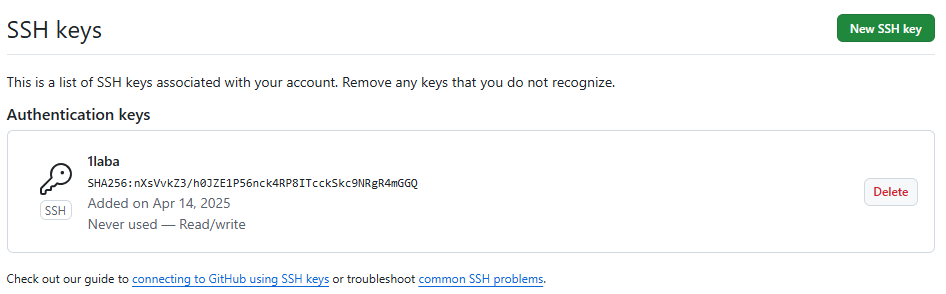 SSH keys
New SSH key
This is a list of SSH keys associated with your account. Remove any keys that you do not recognize.
Authentication keys
1laba
SHA256:nXsVvkZ3/h0JZE1P56nck4RP8ITcckSkc9NRgR4mGGQ
Added on Apr 14, 2025
Never used — Read/write
SSH
Delete
Check out our guide to connecting to GitHub using SSH keys or troubleshoot common SSH problems.